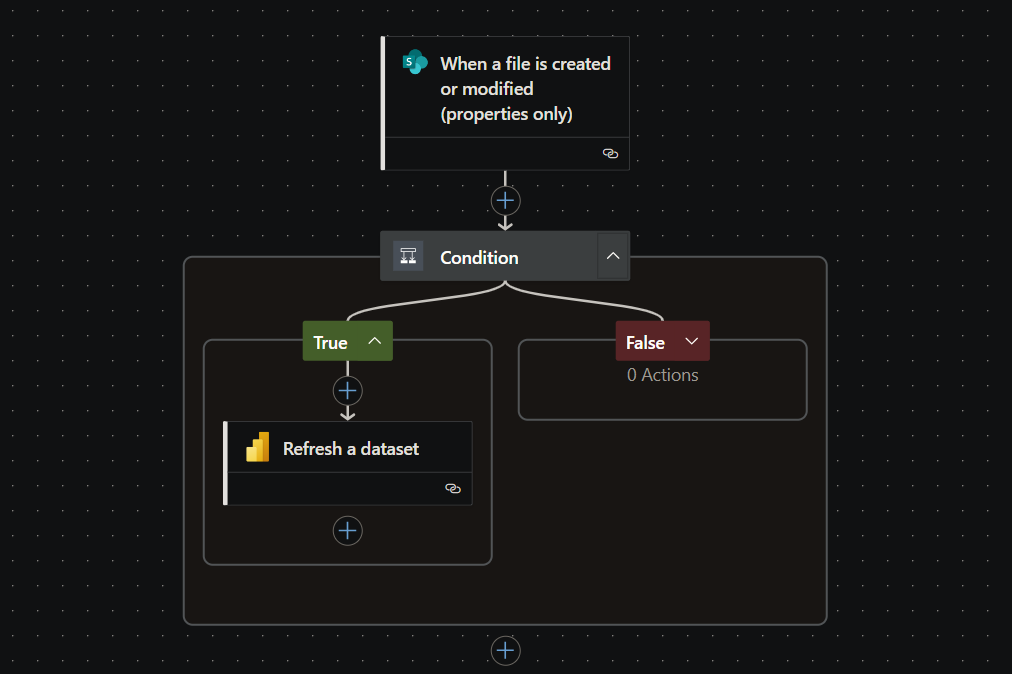 S
When a file is created
or modified
(properties only)
Condition
True
False
0 Actions
Refresh a dataset